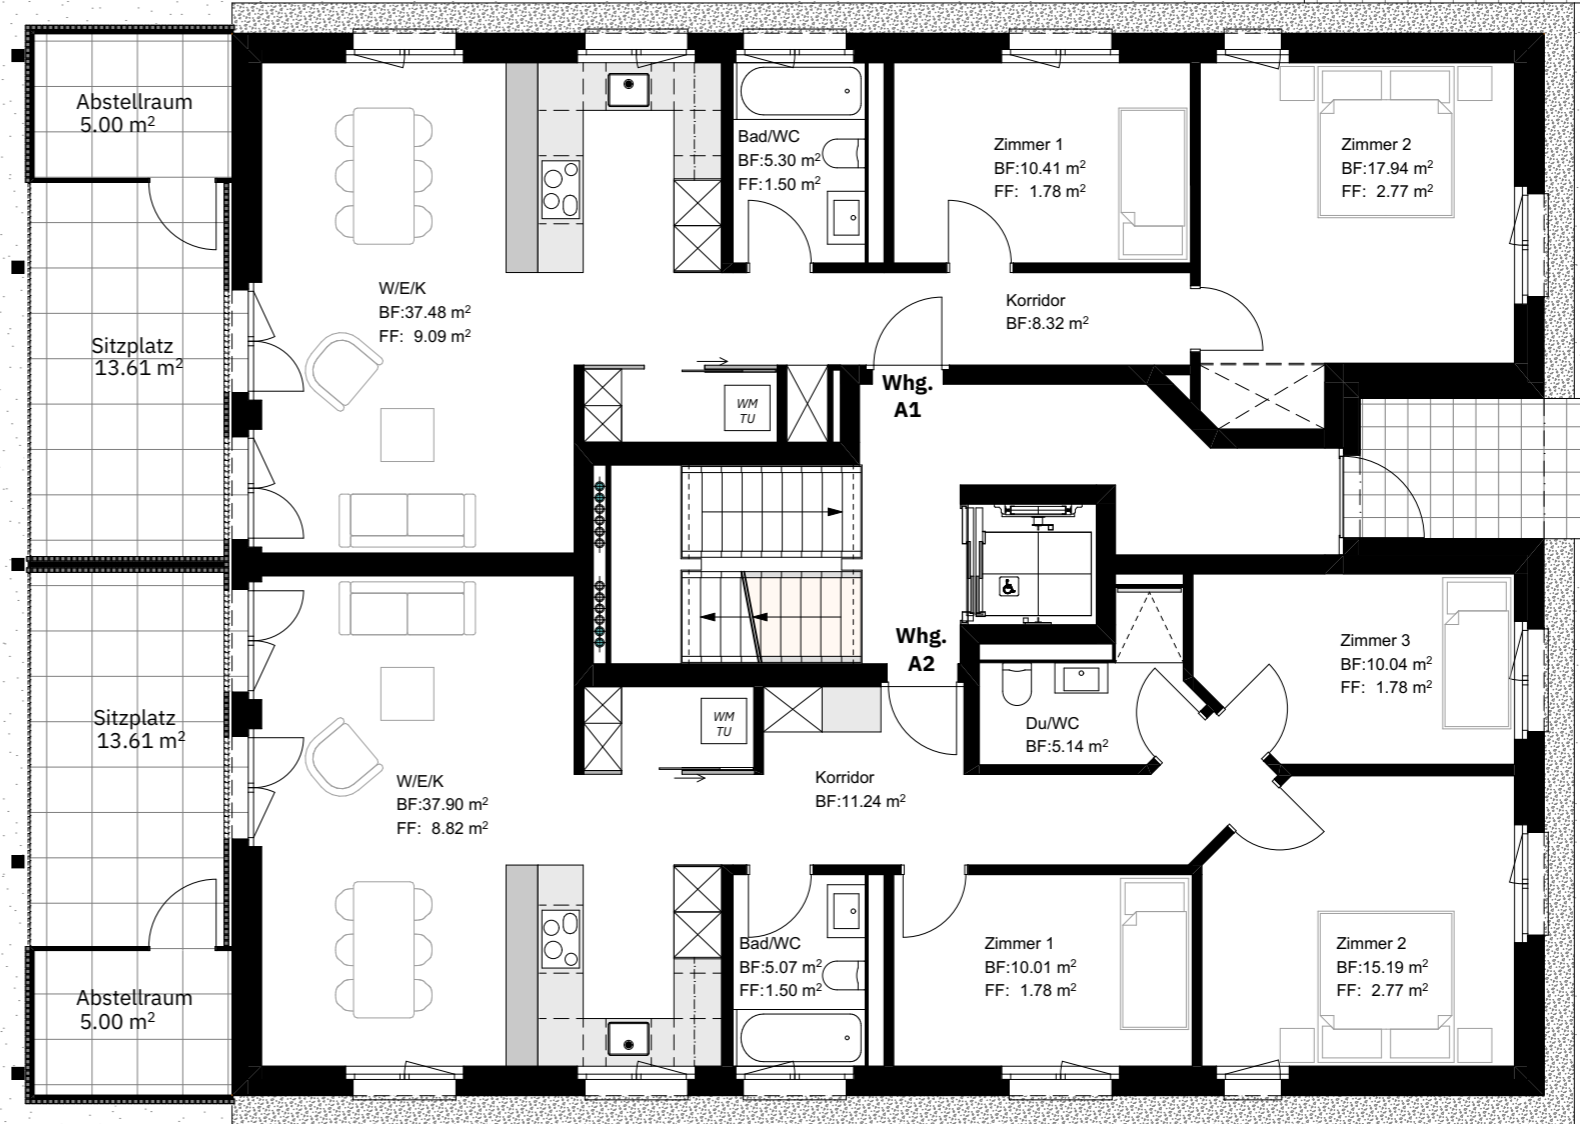 Abstellraum
5.00 m²
Sitzplatz
13.61 m²
W/E/K
BF:37.48 m²
FF: 9.09 m²
Bad/WC
BF:5.30 m²
FF:1.50 m²
Zimmer 1
BF:10.41 m²
FF: 1.78 m²
Zimmer 2
BF:17.94 m²
FF: 2.77 m²
Korridor
BF:8.32 m²
WM
TU
Whg.
A1
Whg.
A2
Sitzplatz
13.61 m²
W/E/K
BF:37.90 m²
FF: 8.82 m²
WM
TU
Korridor
BF:11.24 m²
Du/WC
BF:5.14 m²
Zimmer 3
BF:10.04 m²
FF: 1.78 m²
Abstellraum
5.00 m²
Bad/WC
BF:5.07 m²
FF:1.50 m²
Zimmer 1
BF:10.01 m²
FF: 1.78 m²
Zimmer 2
BF:15.19 m²
FF: 2.77 m²